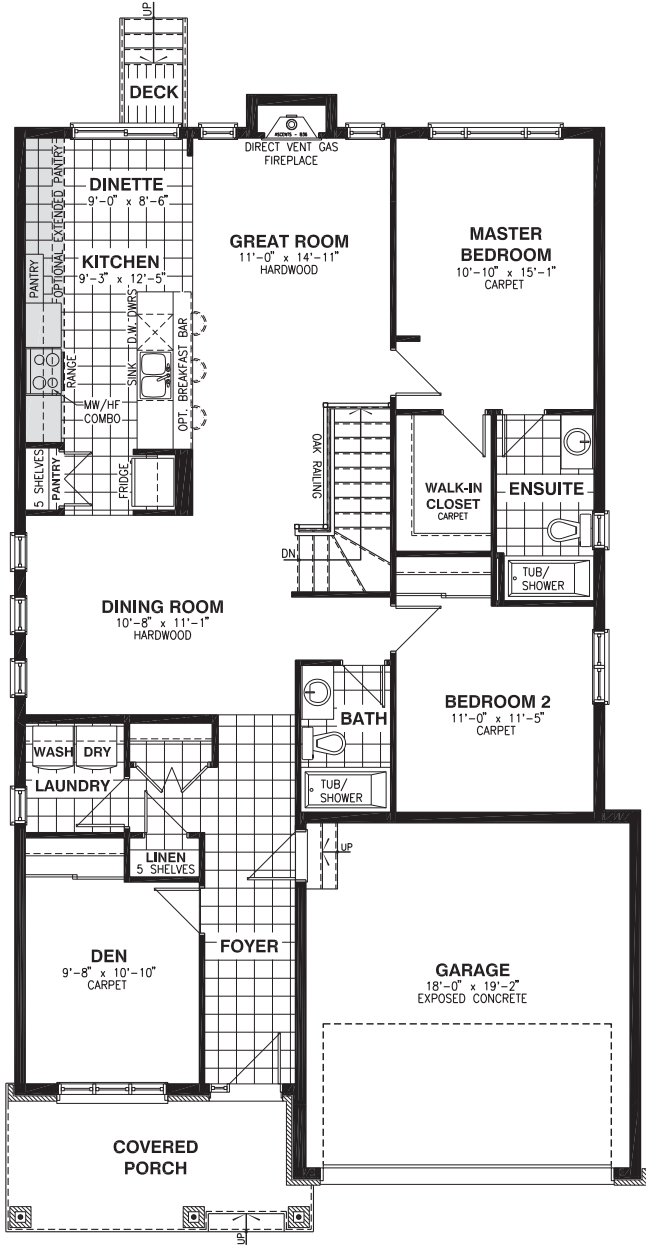 UP
DECK
DIRECT VENT GAS
FIREPLACE
DINETTE
9'-0" x 8'-6"
OPTIONAL EXTENDED PANTRY
PANTRY
KITCHEN
9'-3" x 12'-5"
GREAT ROOM
11'-0" x 14'-11"
HARDWOOD
MASTER
BEDROOM
10'-10" x 15'-1"
CARPET
D.W.
DWRS
SINK
OPT. BREAKFAST BAR
RANGE
MW/HF
COMBO
5 SHELVES
PANTRY
FRIDGE
OAK RAILING
DN
WALK-IN
CLOSET
CARPET
ENSUITE
TUB/
SHOWER
DINING ROOM
10'-8" x 11'-1"
HARDWOOD
BEDROOM 2
11'-0" x 11'-5"
CARPET
BATH
TUB/
SHOWER
WASH
DRY
LAUNDRY
LINEN
5 SHELVES
UP
DEN
9'-8" x 10'-10"
CARPET
FOYER
GARAGE
18'-0" x 19'-2"
EXPOSED CONCRETE
COVERED
PORCH
UP